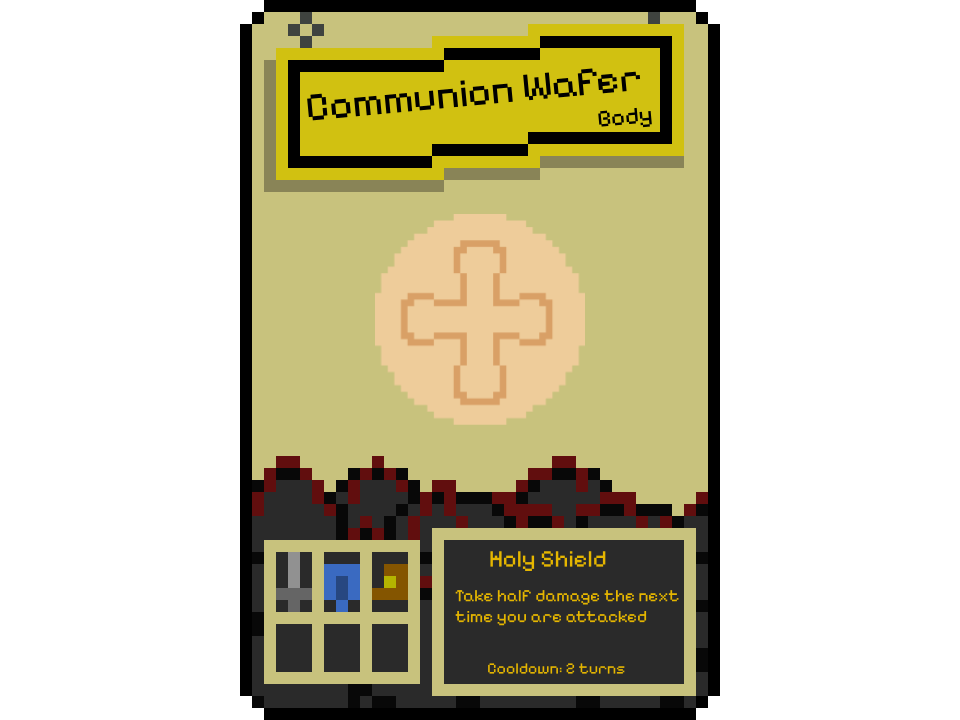 Communion Wafer
Body
Holy Shield
Take half damage the next
time you are attacked
Cooldown: 2 turns